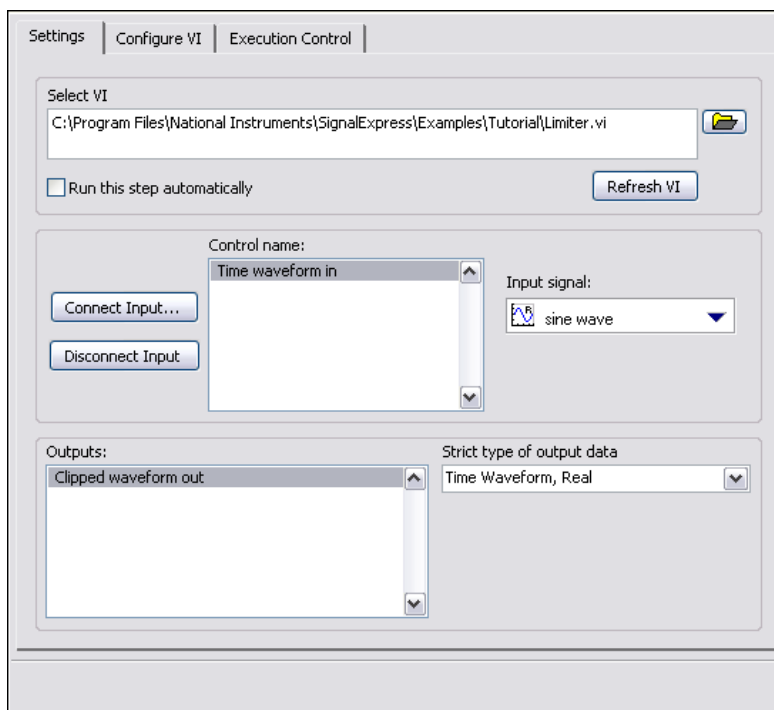 Settings
Configure VI
Execution Control
Select VI
C:\Program Files\National Instruments\SignalExpress\Examples\Tutorial\Limiter.vi
Run this step automatically
Refresh VI
Control name:
Time waveform in
Input signal:
Connect Input...
sine wave
Disconnect Input
Outputs:
Strict type of output data
Clipped waveform out
Time Waveform, Real